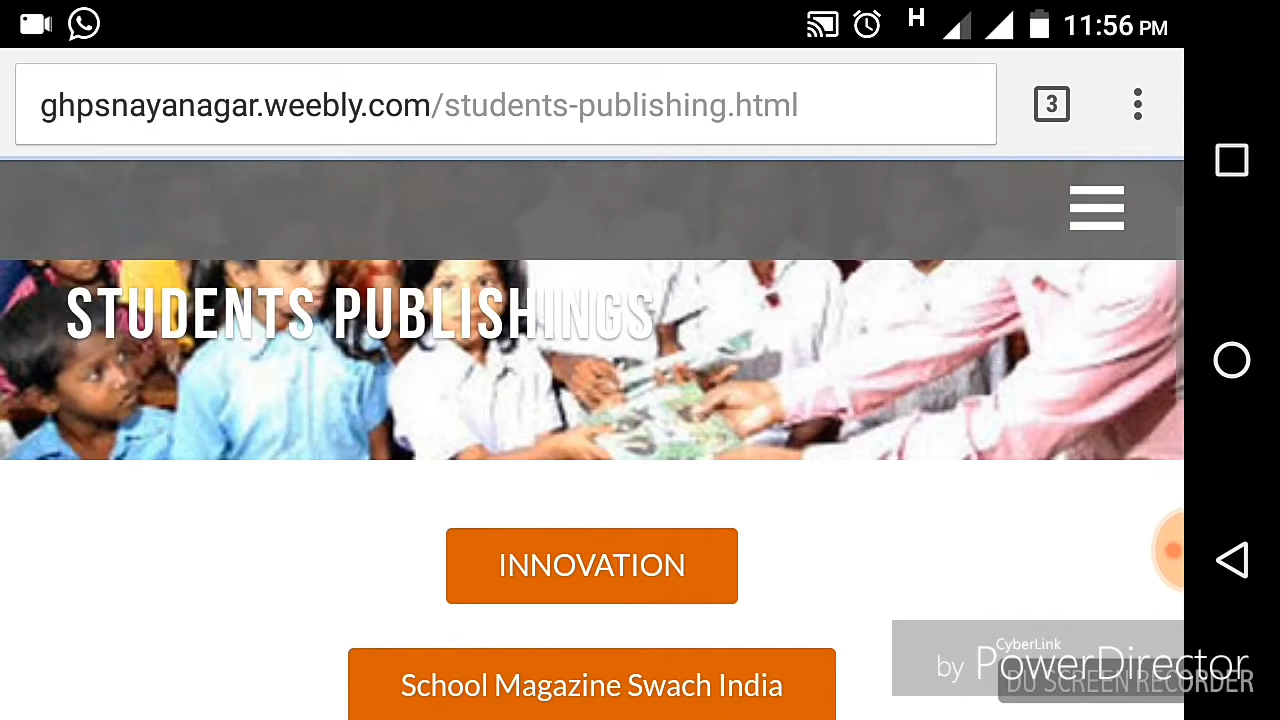 H 11:56 PM
ghpsnayanagar.weebly.com/students-publishing.html
3
STUDENTS PUBLISHINGS
INNOVATION
School Magazine Swach India
CyberLink
by PowerDirector
DU SCREEN RECORDER